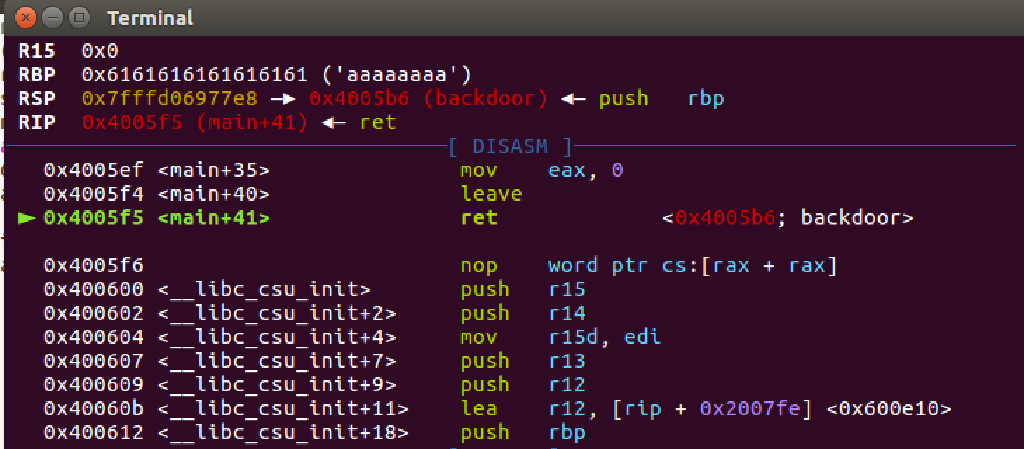 Terminal
R15 0x0
RBP 0x6161616161616161 ('aaaaaaaa')
RSP 0x7fffd06977e8 —▸ 0x4005b6 (backdoor) ◂— push rbp
RIP 0x4005f5 (main+41) ◂— ret
[ DISASM ]
0x4005ef <main+35> mov eax, 0
0x4005f4 <main+40> leave
► 0x4005f5 <main+41> ret <0x4005b6; backdoor>
0x4005f6 nop word ptr cs:[rax + rax]
0x400600 <__libc_csu_init> push r15
0x400602 <__libc_csu_init+2> push r14
0x400604 <__libc_csu_init+4> mov r15d, edi
0x400607 <__libc_csu_init+7> push r13
0x400609 <__libc_csu_init+9> push r12
0x40060b <__libc_csu_init+11> lea r12, [rip + 0x2007fe] <0x600e10>
0x400612 <__libc_csu_init+18> push rbp